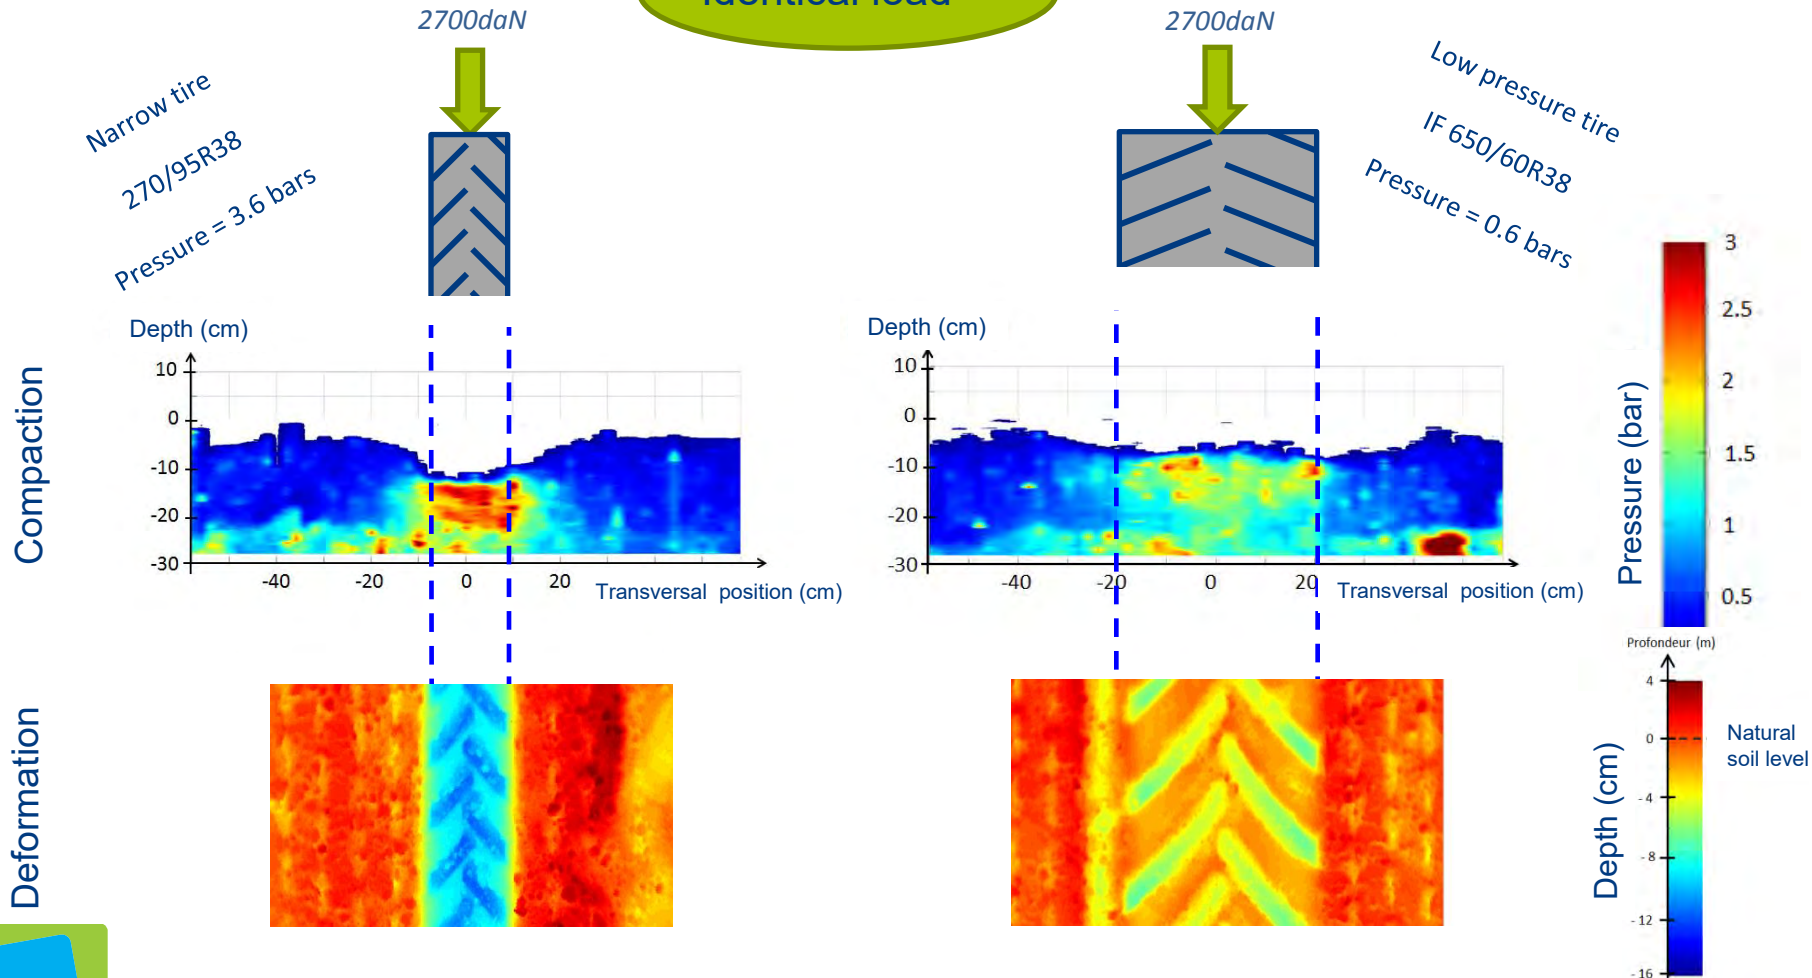 Identical load
2700daN
2700daN
Narrow tire
270/95R38
Pressure = 3.6 bars
Low pressure tire
IF 650/60R38
Pressure = 0.6 bars
Compaction
Depth (cm)
10
0
-10
-20
-30
-40
-20
0
20
Transversal position (cm)
Depth (cm)
10
0
-10
-20
-30
-40
-20
0
20
Transversal position (cm)
Pressure (bar)
3
2.5
2
1.5
1
0.5
Deformation
Profondeur (m)
Depth (cm)
4
0
-4
-8
-12
-16
Natural
soil level